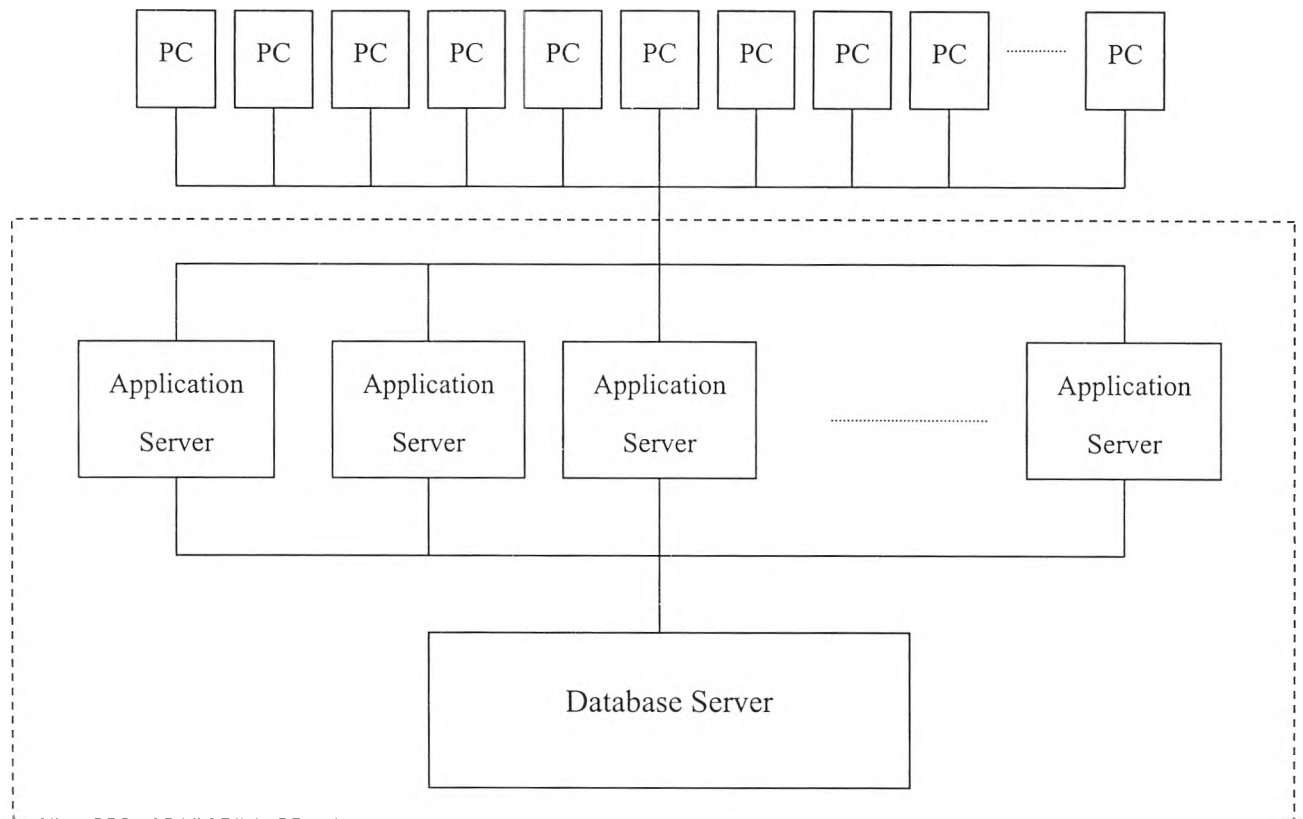 PC PC PC PC PC PC PC PC PC PC
Application Application Application Application
Server Server Server Server
Database Server